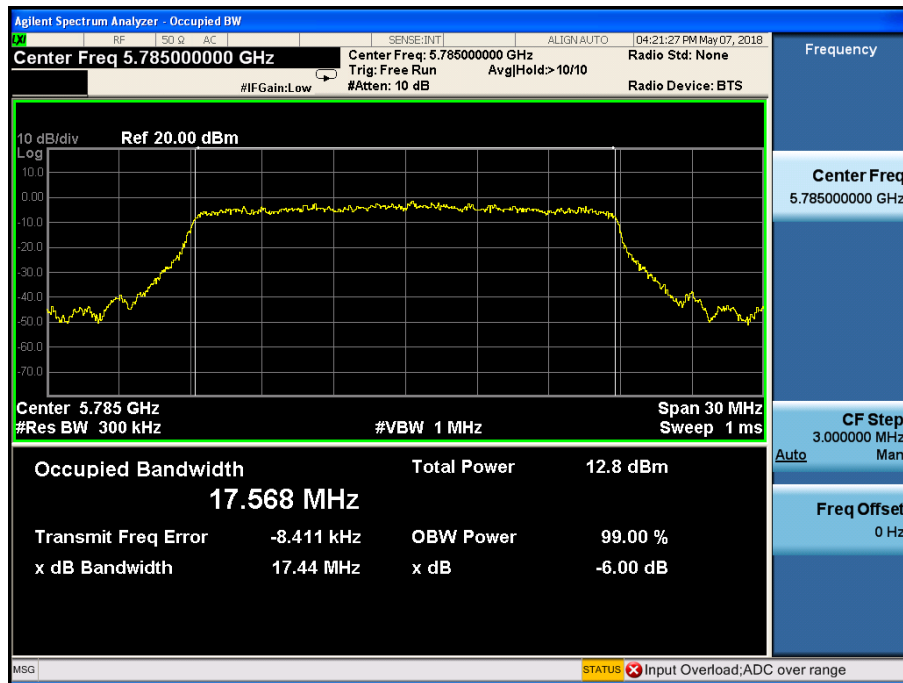 Agilent Spectrum Analyzer - Occupied BW
LXI RF 50 Ω AC SENSE:INT ALIGN AUTO 04:21:27 PM May 07, 2018
Center Freq 5.785000000 GHz
Center Freq: 5.785000000 GHz
Radio Std: None
Trig: Free Run Avg|Hold:>10/10
#IFGain:Low
#Atten: 10 dB
Radio Device: BTS
10 dB/div Ref 20.00 dBm
Log
10.0
0.00
-10.0
-20.0
-30.0
-40.0
-50.0
-60.0
-70.0
Center 5.785 GHz
Span 30 MHz
#Res BW 300 kHz
#VBW 1 MHz
Sweep 1 ms
Occupied Bandwidth
17.568 MHz
Total Power 12.8 dBm
Transmit Freq Error -8.411 kHz
OBW Power 99.00 %
x dB Bandwidth 17.44 MHz
x dB -6.00 dB
Frequency
Center Freq
5.785000000 GHz
CF Step
3.000000 MHz
Auto Man
Freq Offset
0 Hz
MSG
STATUS Input Overload;ADC over range